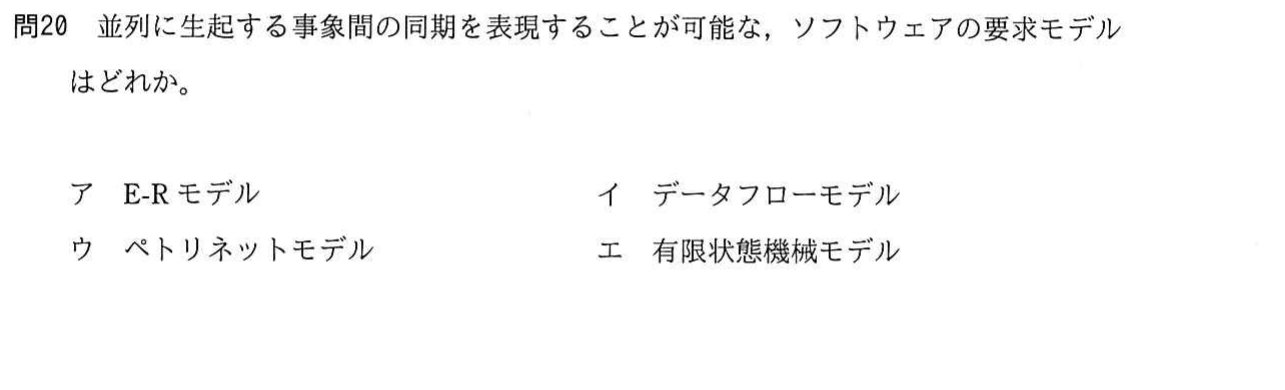 問20　並列に生起する事象間の同期を表現することが可能な，ソフトウェアの要求モデル
はどれか。
ア　E-Rモデル　イ　データフローモデル
ウ　ペトリネットモデル　エ　有限状態機械モデル